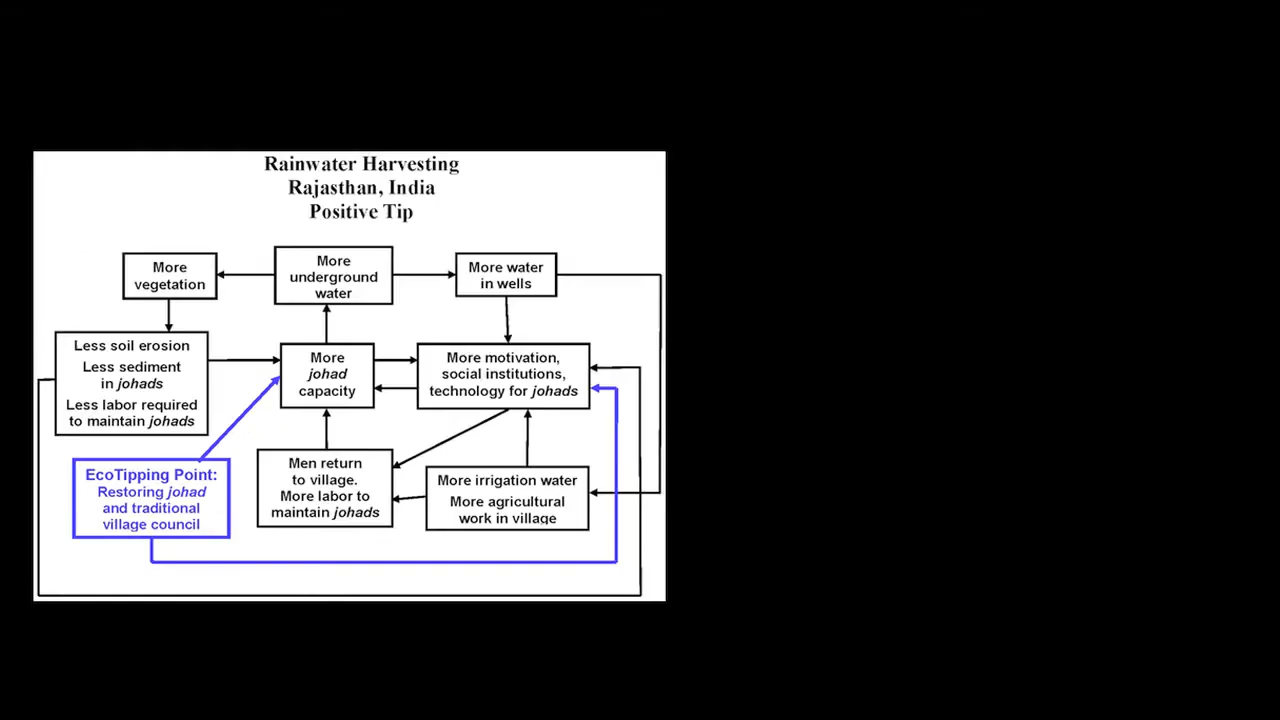 Rainwater Harvesting
Rajasthan, India
Positive Tip
More
vegetation
More
underground
water
More water
in wells
Less soil erosion
Less sediment
in johads
Less labor required
to maintain johads
More
johad
capacity
More motivation,
social institutions,
technology for johads
EcoTipping Point:
Restoring johad
and traditional
village council
Men return
to village.
More labor to
maintain johads
More irrigation water
More agricultural
work in village